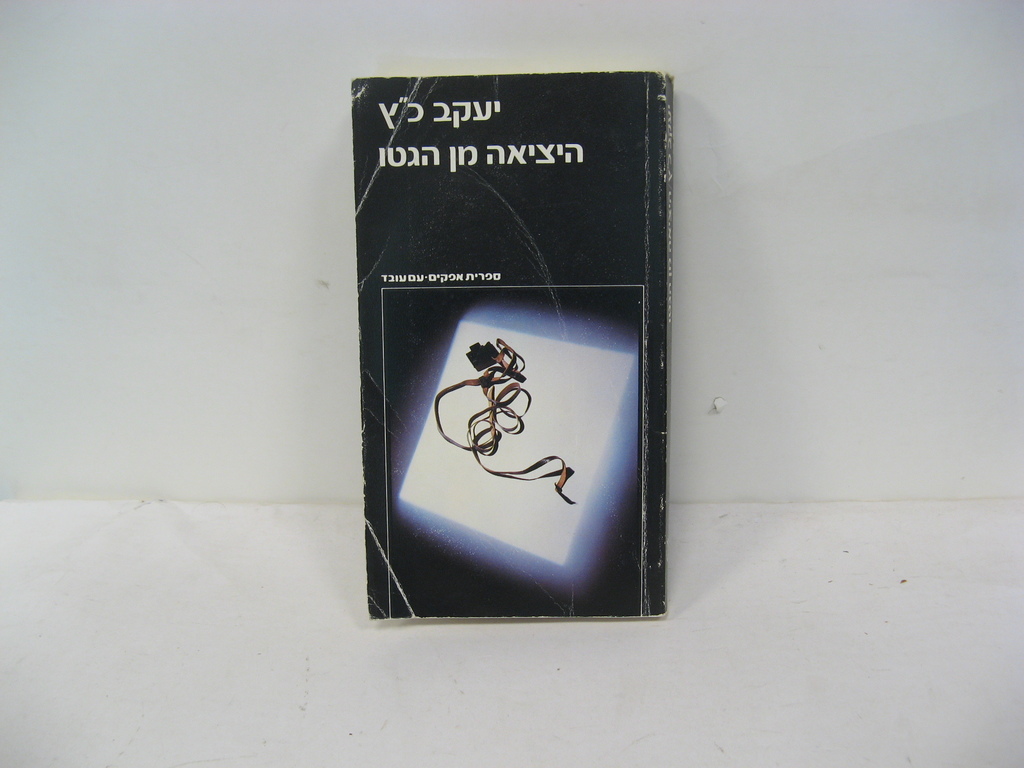 יעקב כ"ץ
היציאה מן הגטו
ספרית אפקים·עם עובד